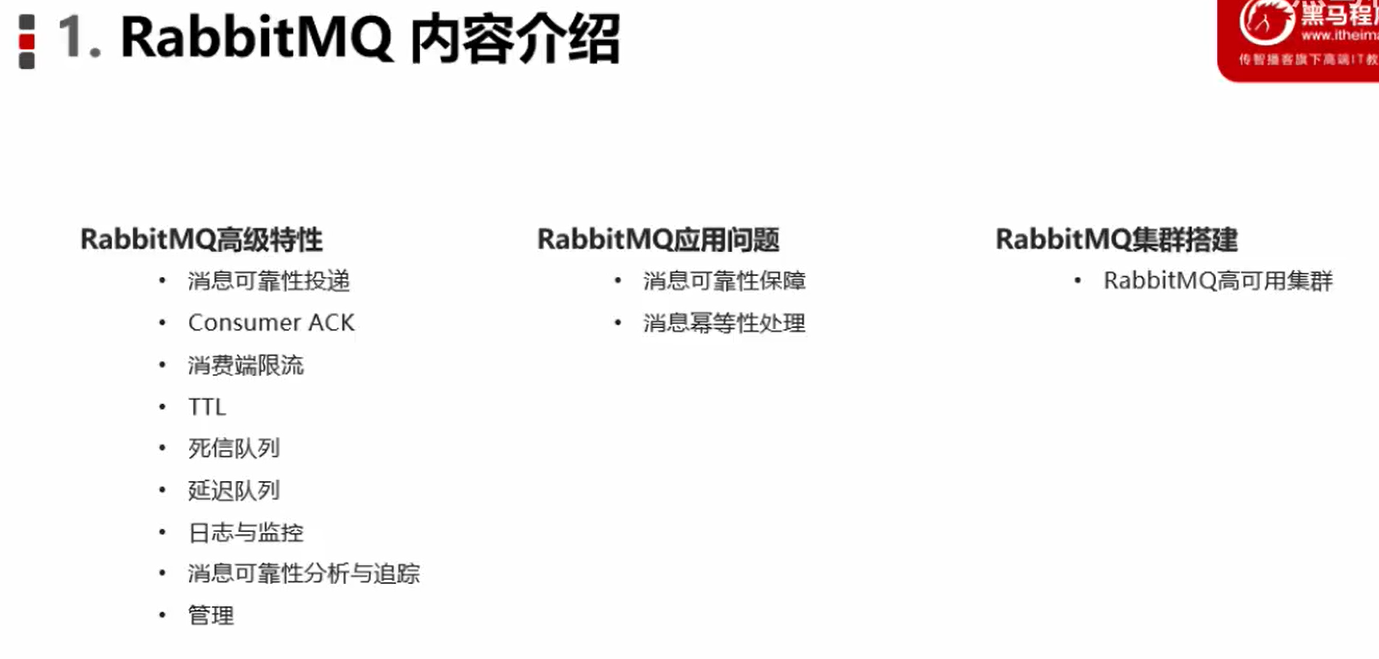 1. RabbitMQ 内容介绍
www.itheima
传智播客旗下高端IT教
RabbitMQ高级特性
• 消息可靠性投递
• Consumer ACK
• 消费端限流
• TTL
• 死信队列
• 延迟队列
• 日志与监控
• 消息可靠性分析与追踪
• 管理
RabbitMQ应用问题
• 消息可靠性保障
• 消息幂等性处理
RabbitMQ集群搭建
• RabbitMQ高可用集群